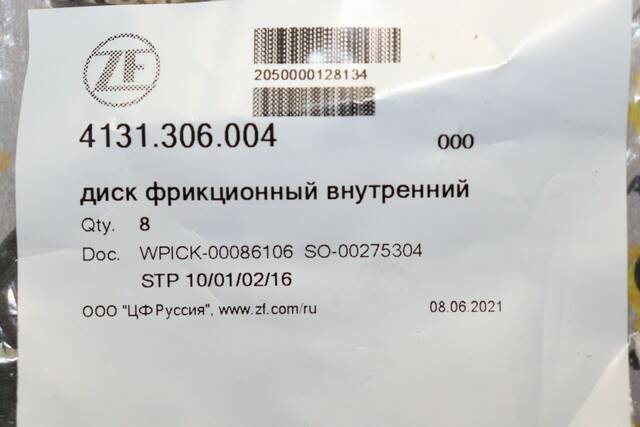 ZF
2050000128134
4131.306.004 000
диск фрикционный внутренний
Qty. 8
Doc. WPICK-00086106 SO-00275304
STP 10/01/02/16
ООО "ЦФ Руссия", www.zf.com/ru 08.06.2021